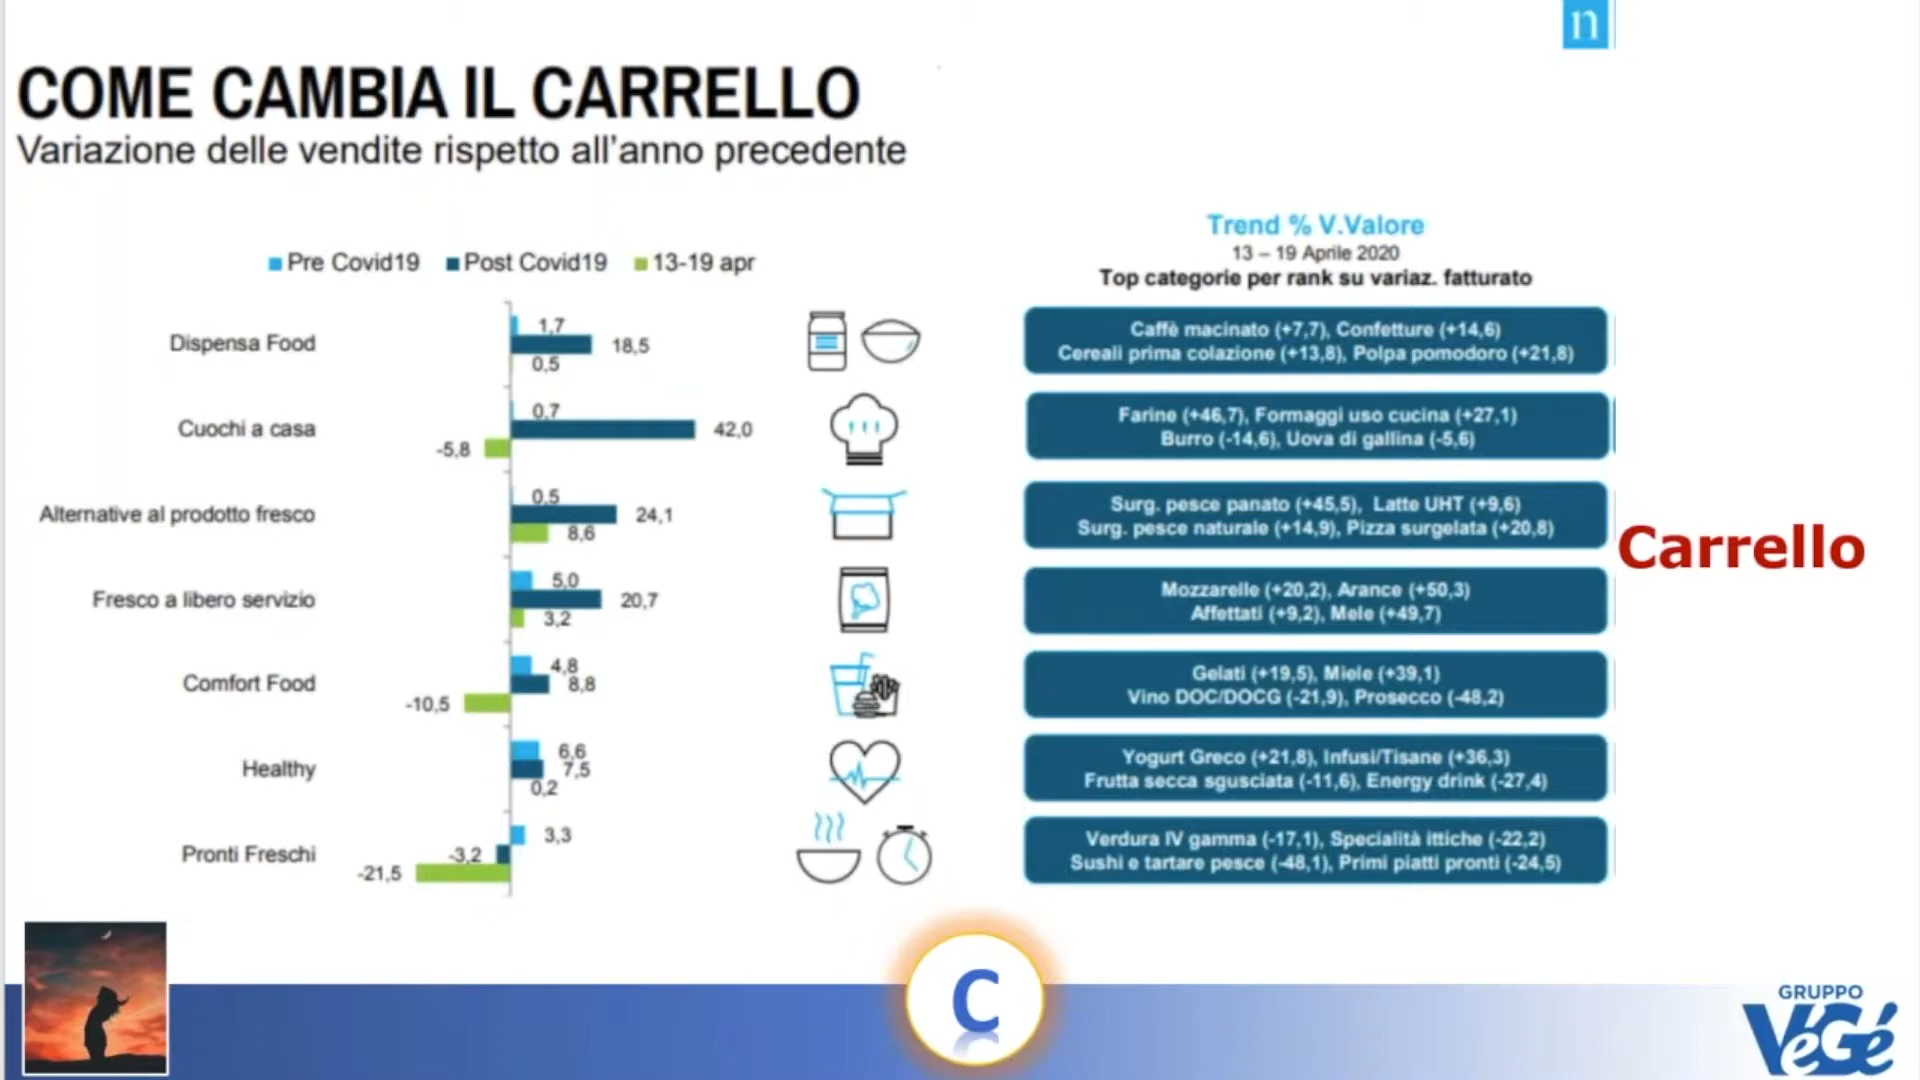 n
COME CAMBIA IL CARRELLO
Variazione delle vendite rispetto all'anno precedente
Pre Covid19 Post Covid19 13-19 apr
Dispensa Food
1,7
18,5
0,5
Cuochi a casa
0,7
42,0
-5,8
Alternative al prodotto fresco
0,5
24,1
8,6
Fresco a libero servizio
5,0
20,7
3,2
Comfort Food
4,8
8,8
-10,5
Healthy
6,6
7,5
0,2
Pronti Freschi
3,3
-3,2
-21,5
Trend % V.Valore
13 – 19 Aprile 2020
Top categorie per rank su variaz. fatturato
Caffè macinato (+7,7), Confetture (+14,6)
Cereali prima colazione (+13,8), Polpa pomodoro (+21,8)
Farine (+46,7), Formaggi uso cucina (+27,1)
Burro (-14,6), Uova di gallina (-5,6)
Surg. pesce panato (+45,5), Latte UHT (+9,6)
Surg. pesce naturale (+14,9), Pizza surgelata (+20,8)
Mozzarelle (+20,2), Arance (+50,3)
Affettati (+9,2), Mele (+49,7)
Gelati (+19,5), Miele (+39,1)
Vino DOC/DOCG (-21,9), Prosecco (-48,2)
Yogurt Greco (+21,8), Infusi/Tisane (+36,3)
Frutta secca sgusciata (-11,6), Energy drink (-27,4)
Verdura IV gamma (-17,1), Specialità ittiche (-22,2)
Sushi e tartare pesce (-48,1), Primi piatti pronti (-24,5)
Carrello
C
GRUPPO
VéGé